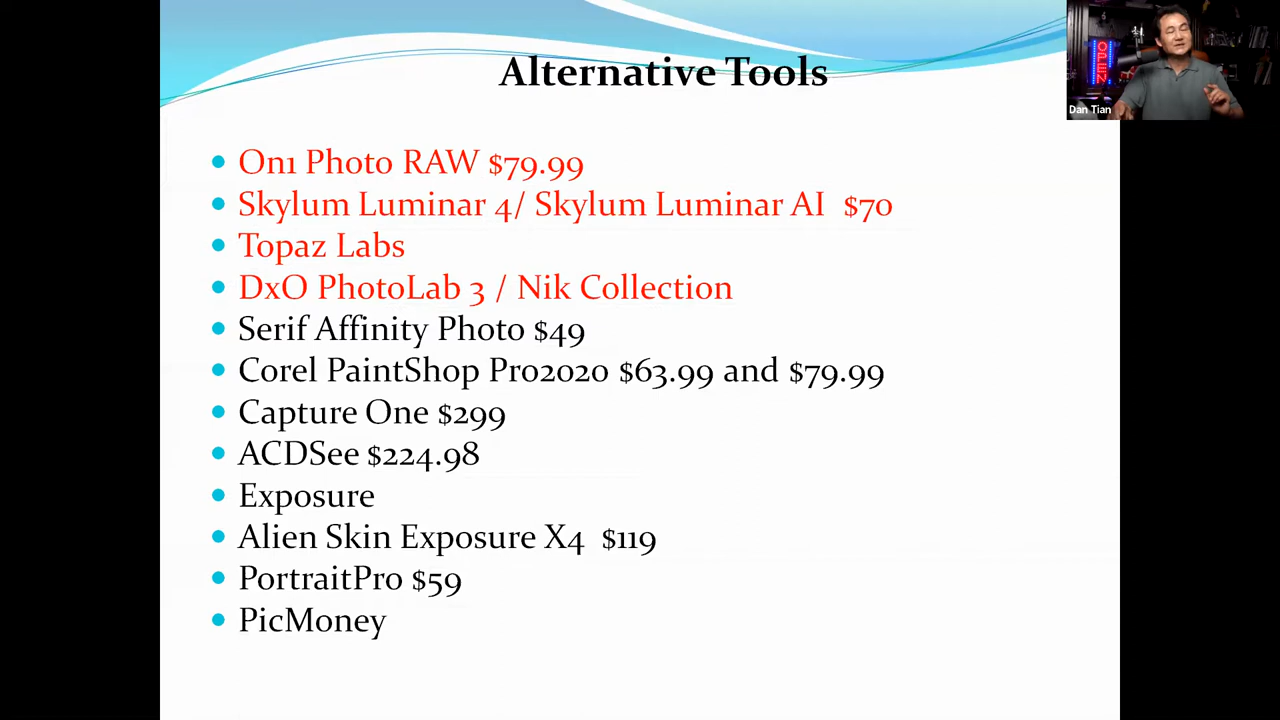 Alternative Tools
On1 Photo RAW $79.99
Skylum Luminar 4/ Skylum Luminar AI $70
Topaz Labs
DxO PhotoLab 3 / Nik Collection
Serif Affinity Photo $49
Corel PaintShop Pro2020 $63.99 and $79.99
Capture One $299
ACDSee $224.98
Exposure
Alien Skin Exposure X4 $119
PortraitPro $59
PicMoney
OPEN
Dan Tian